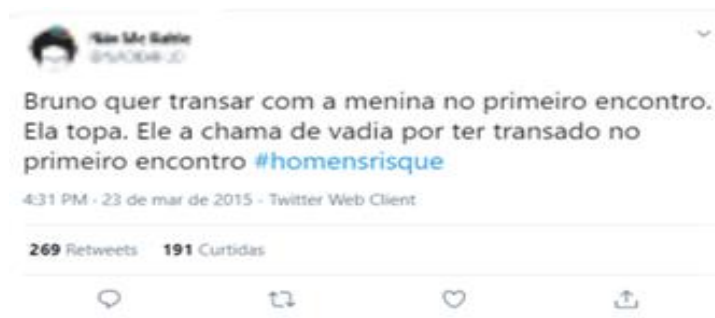 Bruno quer transar com a menina no primeiro encontro.
Ela topa. Ele a chama de vadia por ter transado no
primeiro encontro #homensrisque
4:31 PM - 23 de mar de 2015 - Twitter Web Client
269 Retweets 191 Curtidas